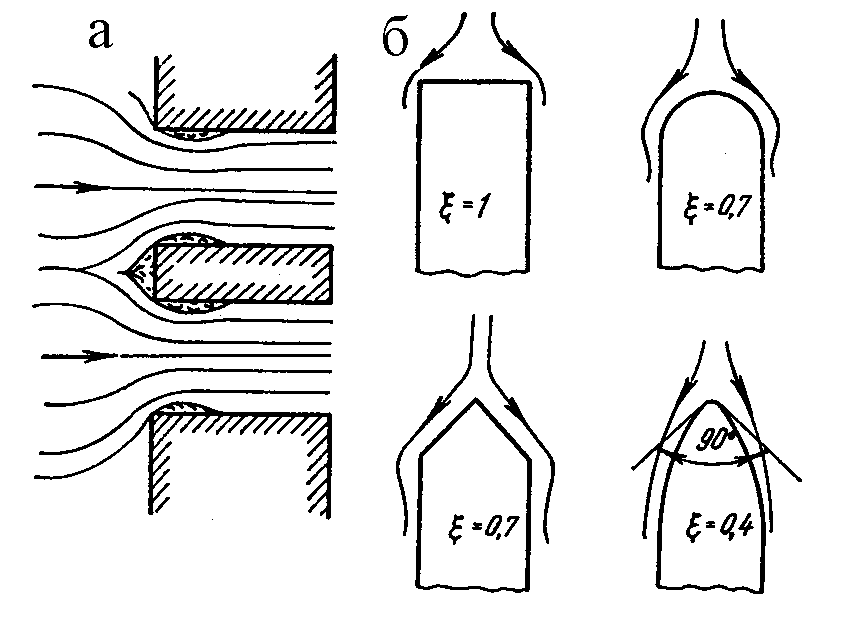 а
б
ξ = 1
ξ = 0,7
90°
ξ = 0,7
ξ = 0,4